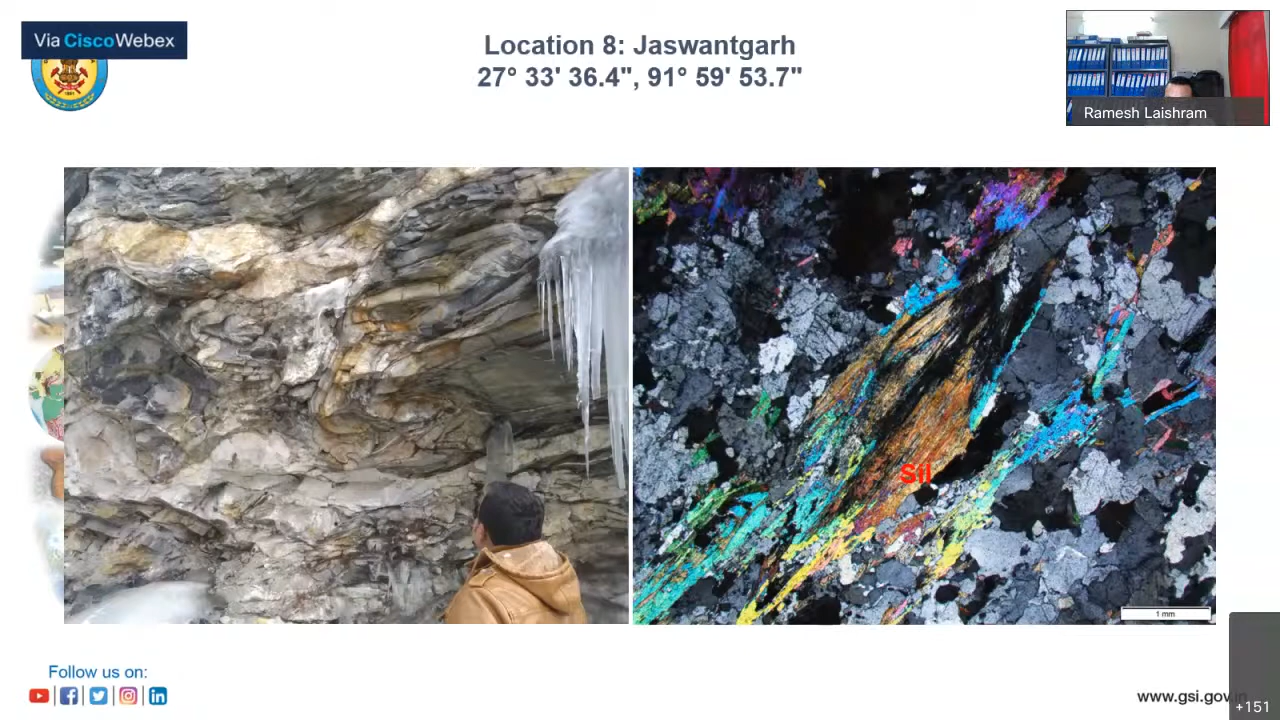 Via CiscoWebex
Location 8: Jaswantgarh
27° 33' 36.4", 91° 59' 53.7"
Ramesh Laishram
Sil
1 mm
Follow us on:
www.gsi.gov.in
+151